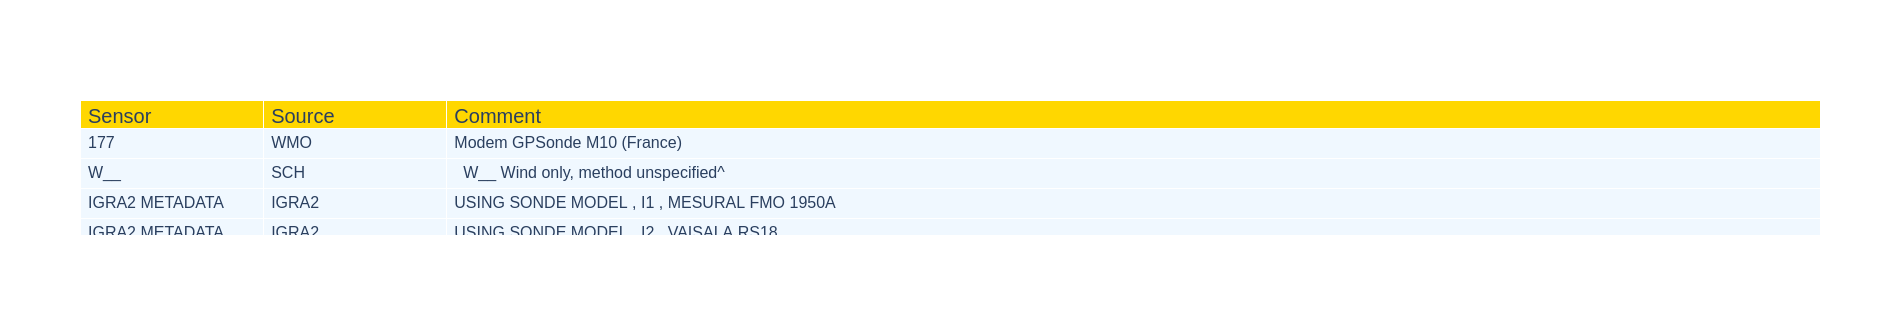 Sensor Source Comment
177 WMO Modem GPSonde M10 (France)
W__ SCH W__ Wind only, method unspecified^
IGRA2 METADATA IGRA2 USING SONDE MODEL , I1 , MESURAL FMO 1950A
IGRA2 METADATA IGRA2 USING SONDE MODEL , I2 , VAISALA RS18